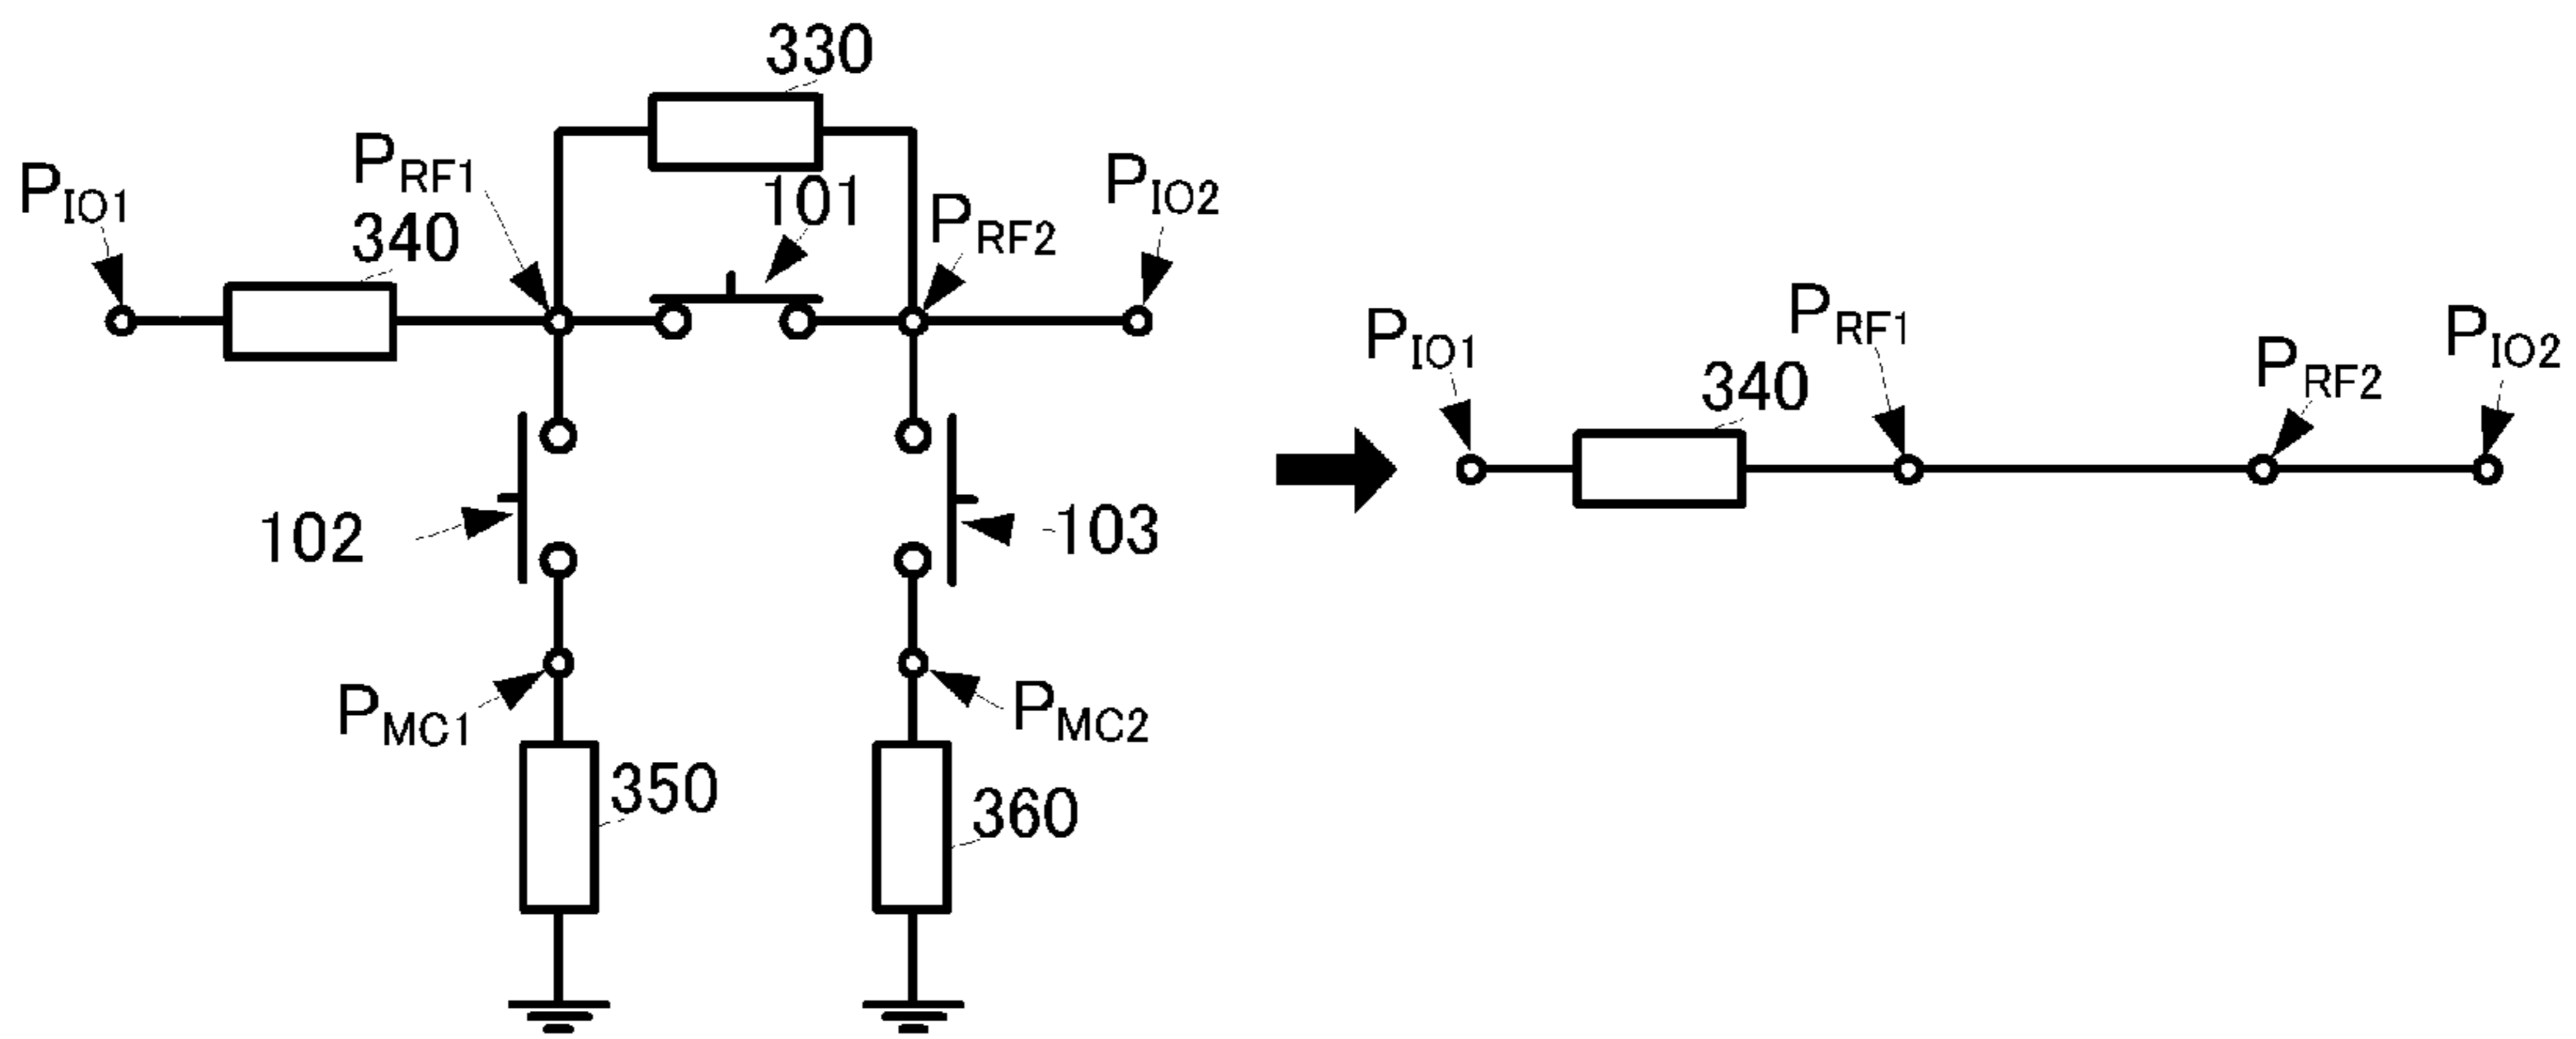 330
P_RF1
P_IO1
340
101
P_RF2
P_IO2
102
103
P_MC1
P_MC2
350
360
P_IO1
340
P_RF1
P_RF2
P_IO2